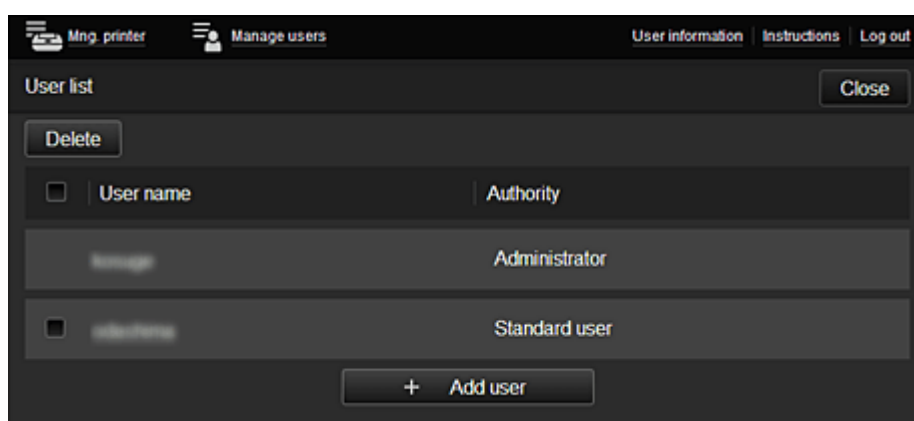 Mng. printer Manage users User information Instructions Log out
User list Close
Delete
User name Authority
Administrator
Standard user
+ Add user